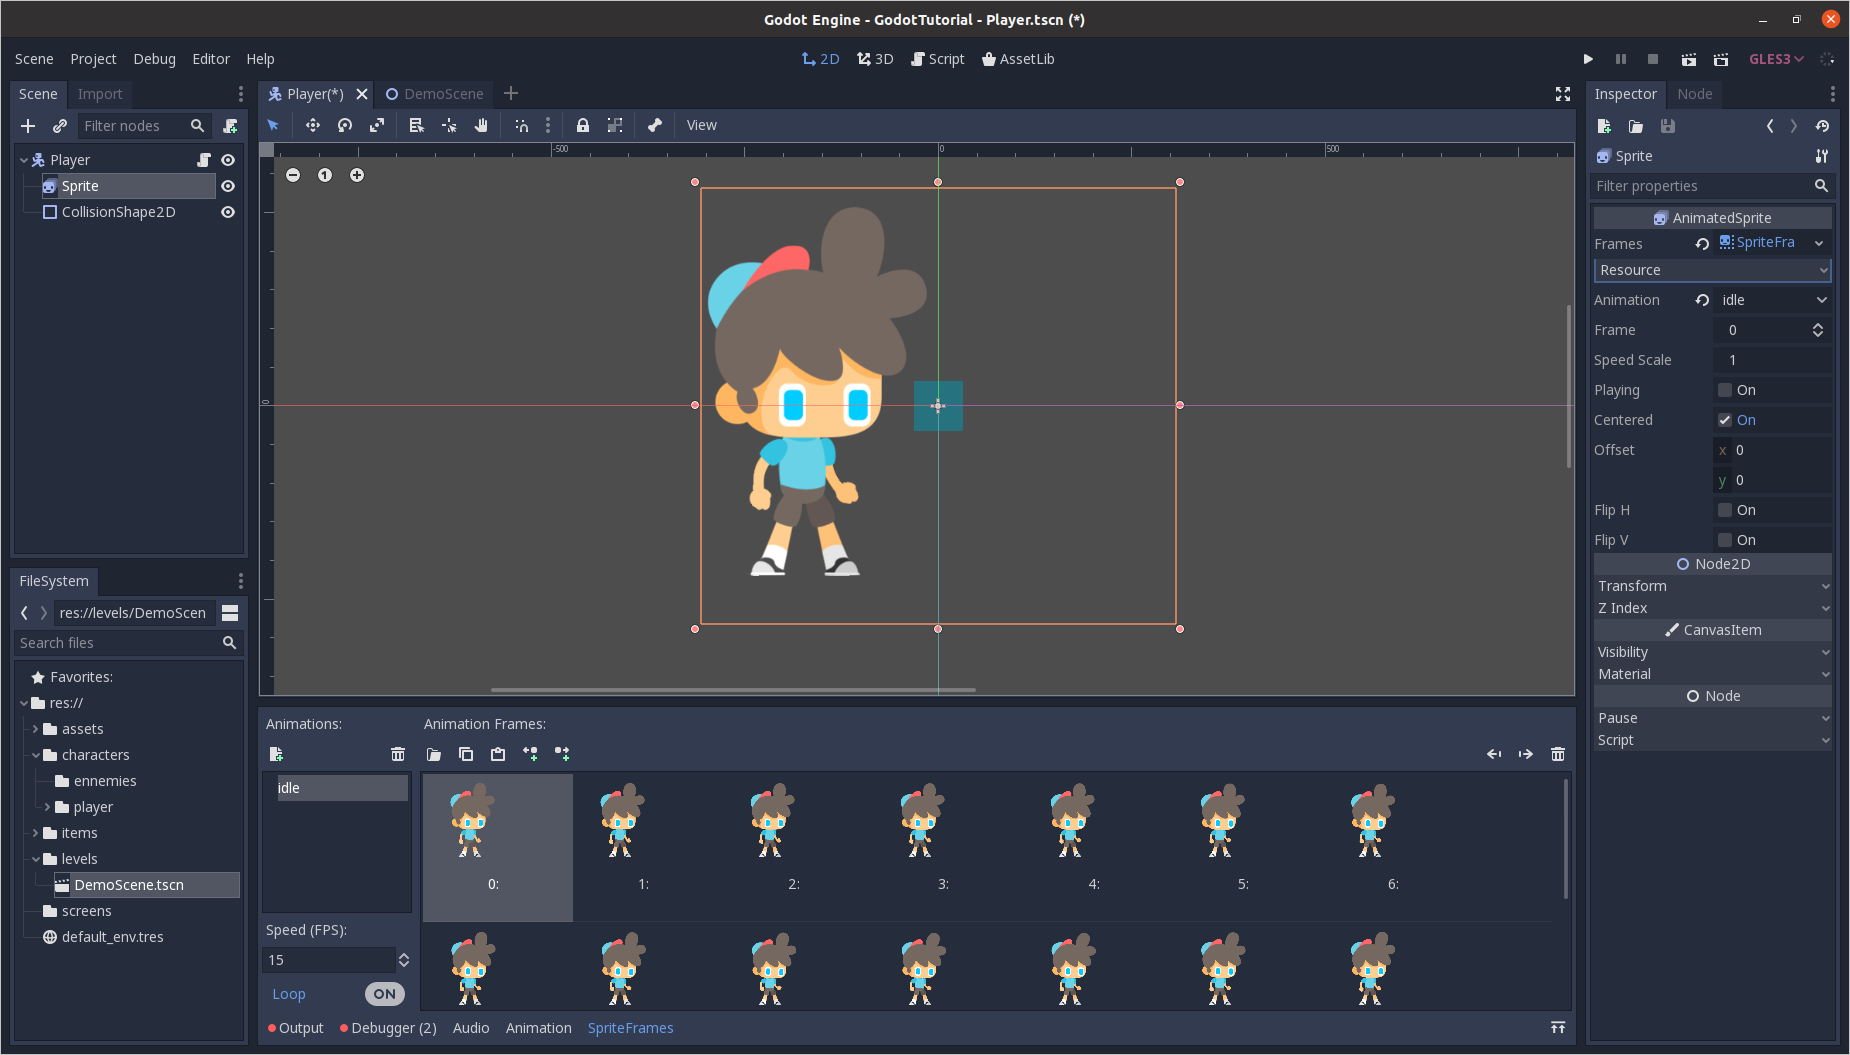 Godot Engine - GodotTutorial - Player.tscn (*)
Scene Project Debug Editor Help
2D 3D Script AssetLib
GLES3
Scene Import
Filter nodes
Player
Sprite
CollisionShape2D
FileSystem
res://levels/DemoScen
Search files
Favorites:
res://
assets
characters
ennemies
player
items
levels
DemoScene.tscn
screens
default_env.tres
Player(*) DemoScene
View
-500 0 500
1
0
Animations:
idle
Speed (FPS):
15
Loop ON
Animation Frames:
0: 1: 2: 3: 4: 5: 6:
Output Debugger (2) Audio Animation SpriteFrames
Inspector Node
Sprite
Filter properties
AnimatedSprite
Frames SpriteFra
Resource
Animation idle
Frame 0
Speed Scale 1
Playing On
Centered On
Offset x 0
y 0
Flip H On
Flip V On
Node2D
Transform
Z Index
CanvasItem
Visibility
Material
Node
Pause
Script